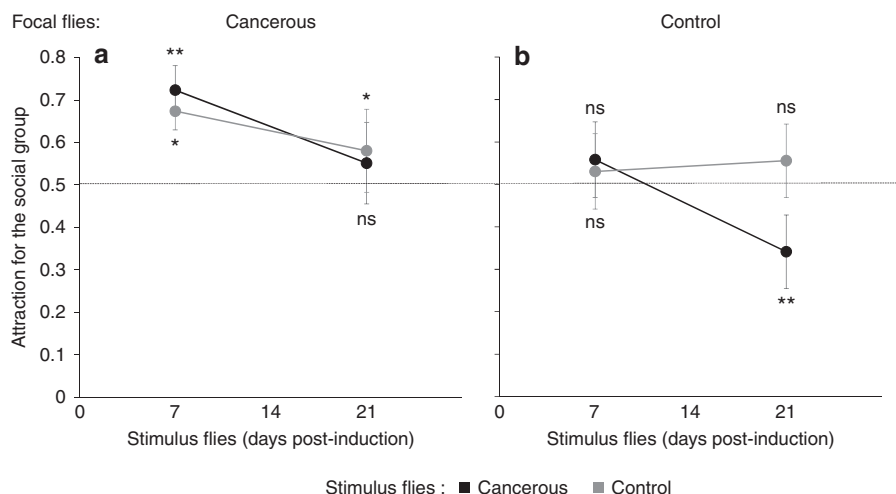 Focal flies: Cancerous Control
a b
Attraction for the social group
0.8
0.7
0.6
0.5
0.4
0.3
0.2
0.1
0
** 
*
*
ns
ns
ns
ns
**
0 7 14 21 0 7 14 21
Stimulus flies (days post-induction) Stimulus flies (days post-induction)
Stimulus flies : Cancerous Control